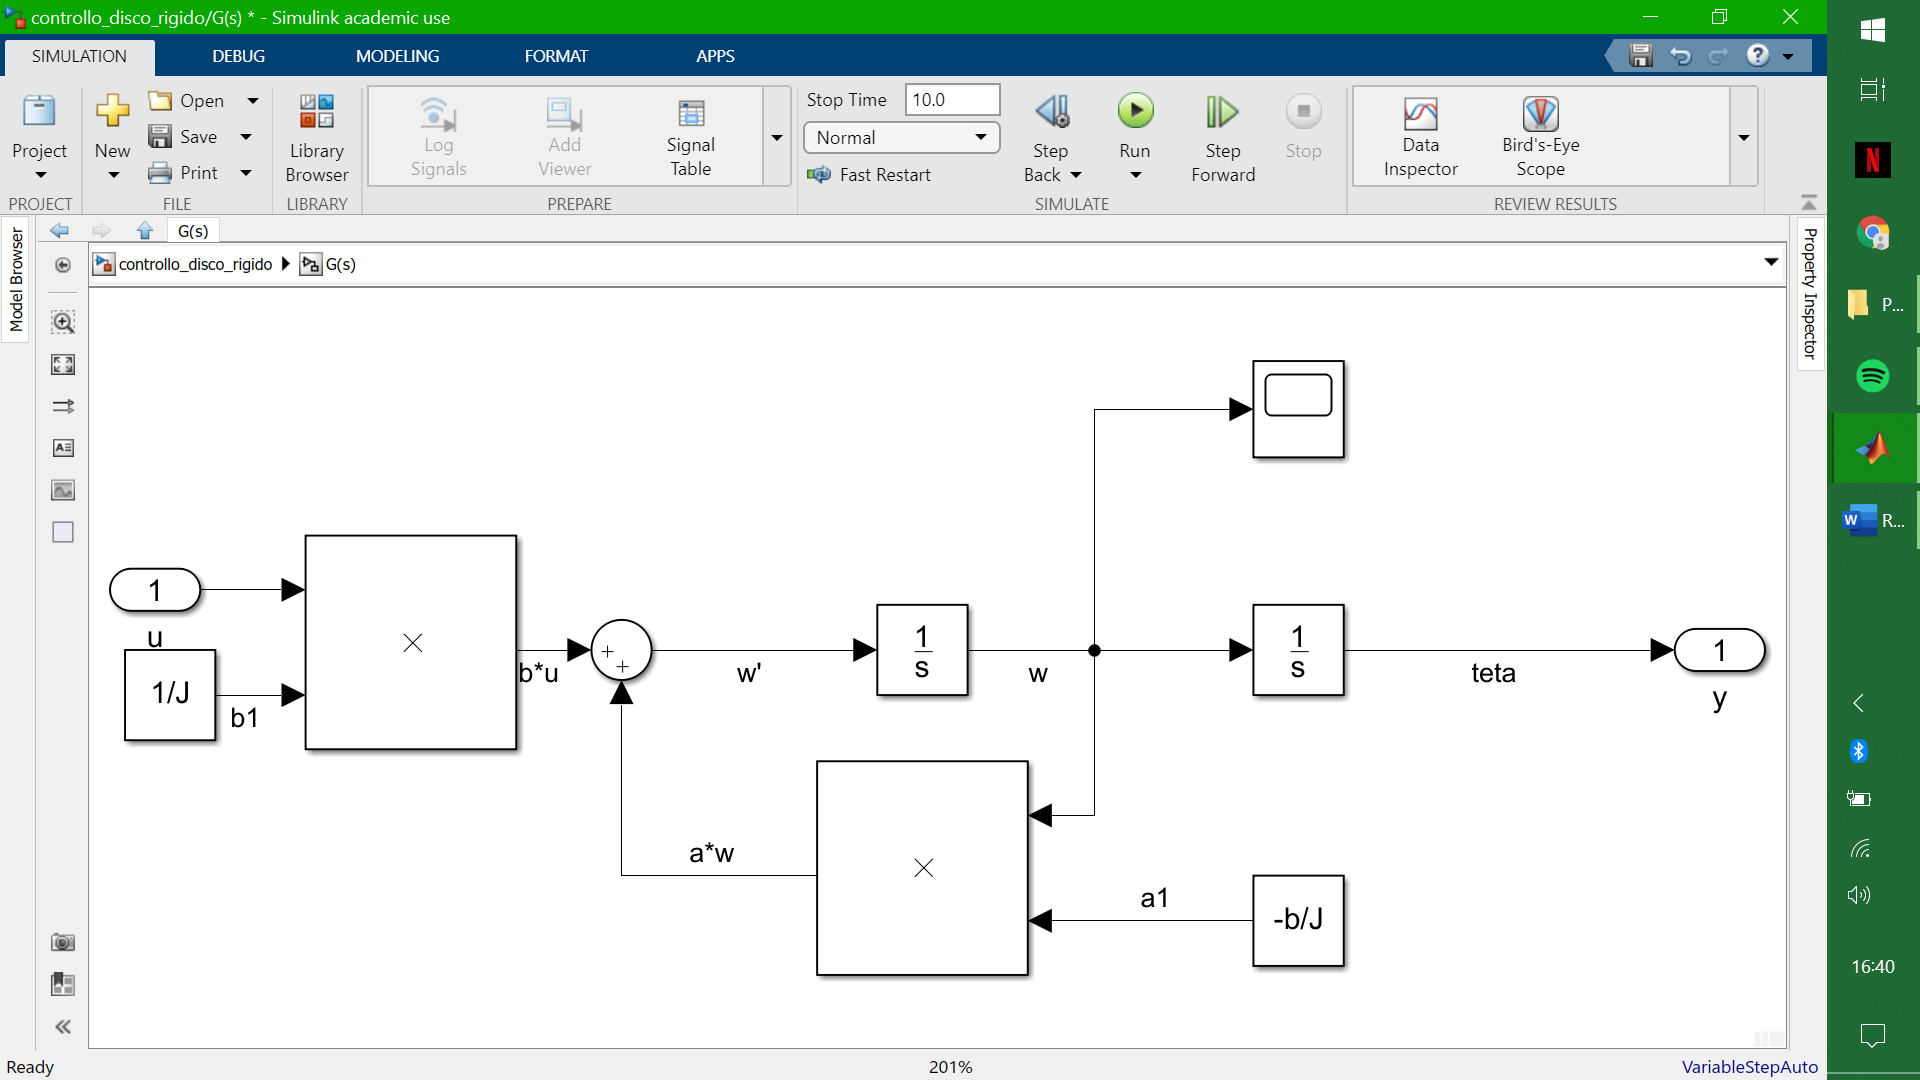 controllo_disco_rigido/G(s) * - Simulink academic use
SIMULATION DEBUG MODELING FORMAT APPS
Project
New
Open
Save
Print
Library Browser
Log Signals
Add Viewer
Signal Table
Stop Time 10.0
Normal
Fast Restart
Step Back
Run
Step Forward
Stop
Data Inspector
Bird's-Eye Scope
PROJECT FILE LIBRARY PREPARE SIMULATE REVIEW RESULTS
Model Browser
G(s)
controllo_disco_rigido G(s)
Property Inspector
1
u
1/J
b1
×
b*u
+
+
w'
1
s
w
1
s
teta
1
y
×
a*w
a1
-b/J
Ready 201% VariableStepAuto
N
P...
W R...
16:40